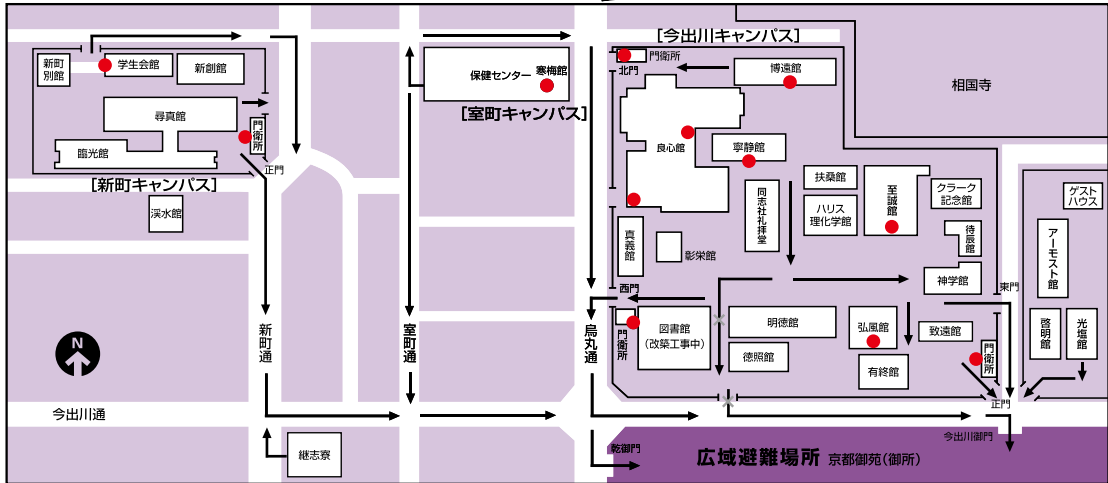 [今出川キャンパス]
新町
別館
学生会館
新創館
尋真館
臨光館
門衛所
正門
[新町キャンパス]
渓水館
保健センター 寒梅館
[室町キャンパス]
門衛所
北門
博遠館
相国寺
良心館
寧静館
同志社礼拝堂
扶桑館
ハリス
理化学館
至誠館
クラーク
記念館
待辰館
神学館
ゲスト
ハウス
アーモスト館
真義館
彰栄館
西門
東門
門衛所
図書館
(改築工事中)
明徳館
徳照館
弘風館
有終館
致遠館
門衛所
啓明館
光塩館
正門
N
新町通
室町通
烏丸通
今出川通
継志寮
乾御門
今出川御門
広域避難場所 京都御苑(御所)